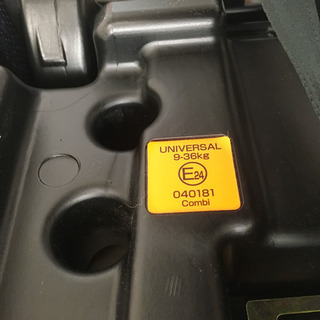 UNIVERSAL
9-36kg
E24
040181
Combi